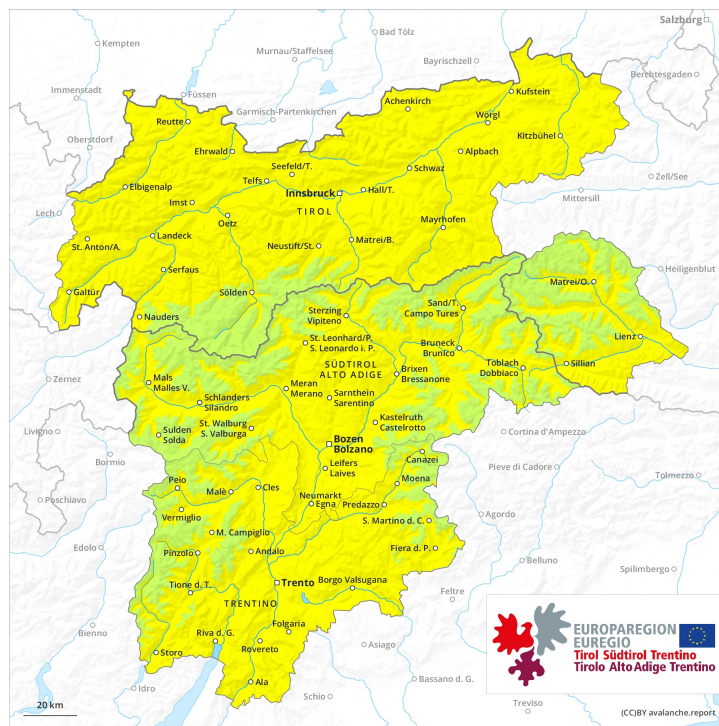 Salzburg
Bad Tölz
Kempten
Murnau/Staffelsee
Bayrischzell
Berchtesgaden
Immenstadt
Füssen
Achenkirch
Kufstein
Garmisch-Partenkirchen
Reutte
Wörgl
Oberstdorf
Kitzbühel
Ehrwald
Alpbach
Seefeld/T.
Schwaz
Zell/See
Telfs
Elbigenalp
Innsbruck
Hall/T.
Mittersill
Imst
TIROL
Lech
Oetz
Mayrhofen
St. Anton/A.
Landeck
Neustift/St.
Matrei/B.
Serfaus
Heiligenblut
Galtür
Sölden
Matrei/O.
Nauders
Sterzing
Vipiteno
Sand/T.
Campo Tures
Lienz
St. Leonhard/P.
S. Leonardo i. P.
Bruneck
Brunico
SÜDTIROL
ALTO ADIGE
Toblach
Dobbiaco
Sillian
Brixen
Bressanone
Zernez
Mals
Malles V.
Meran
Merano
Schlanders
Silandro
Sarnthein
Sarentino
St. Walburg
S. Valburga
Kastelruth
Castelrotto
Livigno
Sulden
Solda
Bozen
Bolzano
Cortina d'Ampezzo
Bormio
Canazei
Pieve di Cadore
Leifers
Laives
Tolmezzo
Peio
Malè
Cles
Moena
Poschiavo
Neumarkt
Egna
Predazzo
Vermiglio
Agordo
S. Martino d. C.
M. Campiglio
Edolo
Pinzolo
Andalo
Fiera d. P.
Belluno
Spilimbergo
Tione d. T.
Trento
Borgo Valsugana
Feltre
TRENTINO
Folgaria
Bienno
Riva d. G.
Rovereto
Storo
Asiago
Ala
Bassano d. G.
Idro
Schio
Treviso
EUROPAREGION
EUREGIO
Tirol Südtirol Trentino
Tirolo AltoAdige Trentino
20 km
(CC)BY avalanche.report